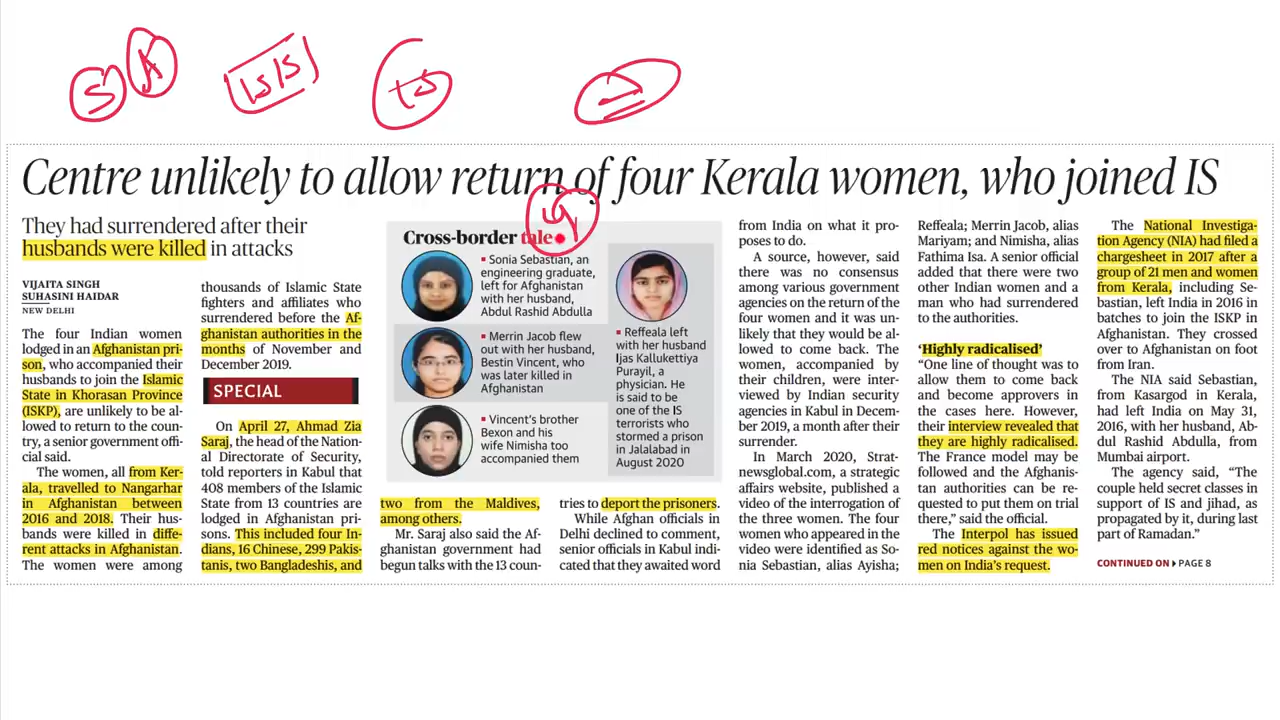 S
A
ISIS
Centre unlikely to allow return of four Kerala women, who joined IS
They had surrendered after their
husbands were killed in attacks
VIJAITA SINGH
SUHASINI HAIDAR
NEW DELHI
The four Indian women
lodged in an Afghanistan pri-
son, who accompanied their
husbands to join the Islamic
State in Khorasan Province
(ISKP), are unlikely to be al-
lowed to return to the coun-
try, a senior government offi-
cial said.
The women, all from Ker-
ala, travelled to Nangarhar
in Afghanistan between
2016 and 2018. Their hus-
bands were killed in diffe-
rent attacks in Afghanistan.
The women were among
thousands of Islamic State
fighters and affiliates who
surrendered before the Af-
ghanistan authorities in the
months of November and
December 2019.
SPECIAL
On April 27, Ahmad Zia
Saraj, the head of the Nation-
al Directorate of Security,
told reporters in Kabul that
408 members of the Islamic
State from 13 countries are
lodged in Afghanistan pri-
sons. This included four In-
dians, 16 Chinese, 299 Pakis-
tanis, two Bangladeshis, and
Cross-border tale
Sonia Sebastian, an
engineering graduate,
left for Afghanistan
with her husband,
Abdul Rashid Abdulla
Merrin Jacob flew
out with her husband,
Bestin Vincent, who
was later killed in
Afghanistan
Vincent's brother
Bexon and his
wife Nimisha too
accompanied them
Reffeala left
with her husband
Ijas Kallukettiya
Purayil, a
physician. He
is said to be
one of the IS
terrorists who
stormed a prison
in Jalalabad in
August 2020
two from the Maldives,
among others.
Mr. Saraj also said the Af-
ghanistan government had
begun talks with the 13 coun-
tries to deport the prisoners.
While Afghan officials in
Delhi declined to comment,
senior officials in Kabul indi-
cated that they awaited word
from India on what it pro-
poses to do.
A source, however, said
there was no consensus
among various government
agencies on the return of the
four women and it was un-
likely that they would be al-
lowed to come back. The
women, accompanied by
their children, were inter-
viewed by Indian security
agencies in Kabul in Decem-
ber 2019, a month after their
surrender.
In March 2020, Strat-
newsglobal.com, a strategic
affairs website, published a
video of the interrogation of
the three women. The four
women who appeared in the
video were identified as So-
nia Sebastian, alias Ayisha;
Reffeala; Merrin Jacob, alias
Mariyam; and Nimisha, alias
Fathima Isa. A senior official
added that there were two
other Indian women and a
man who had surrendered
to the authorities.
‘Highly radicalised’
“One line of thought was to
allow them to come back
and become approvers in
the cases here. However,
their interview revealed that
they are highly radicalised.
The France model may be
followed and the Afghanis-
tan authorities can be re-
quested to put them on trial
there,” said the official.
The Interpol has issued
red notices against the wo-
men on India's request.
The National Investiga-
tion Agency (NIA) had filed a
chargesheet in 2017 after a
group of 21 men and women
from Kerala, including Se-
bastian, left India in 2016 in
batches to join the ISKP in
Afghanistan. They crossed
over to Afghanistan on foot
from Iran.
The NIA said Sebastian,
from Kasargod in Kerala,
had left India on May 31,
2016, with her husband, Ab-
dul Rashid Abdulla, from
Mumbai airport.
The agency said, “The
couple held secret classes in
support of IS and jihad, as
propagated by it, during last
part of Ramadan.”
CONTINUED ON PAGE 8